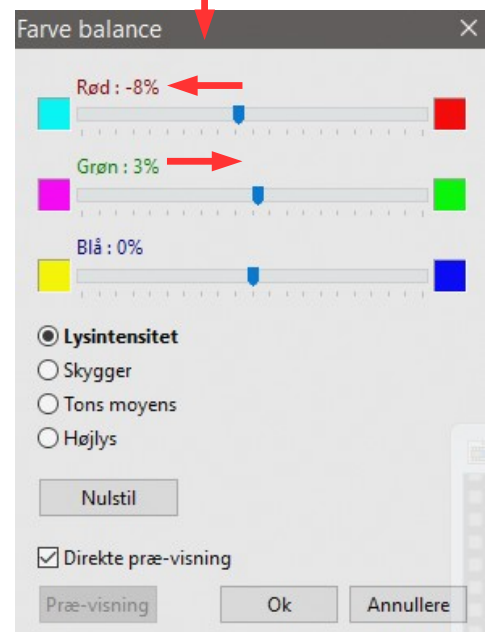 Farve balance
Rød : -8%
Grøn : 3%
Blå : 0%
Lysintensitet
Skygger
Tons moyens
Højlys
Nulstil
Direkte præ-visning
Præ-visning Ok Annullere